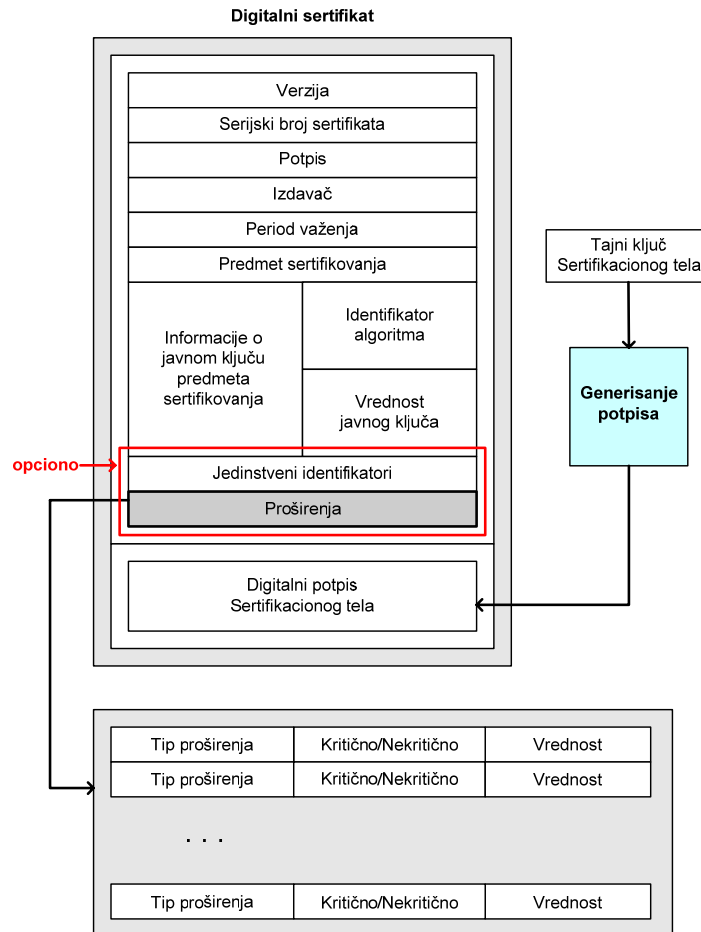 Digitalni sertifikat
Verzija
Serijski broj sertifikata
Potpis
Izdavač
Period važenja
Predmet sertifikovanja
Informacije o
javnom ključu
predmeta
sertifikovanja
Identifikator
algoritma
Vrednost
javnog ključa
opciono
Jedinstveni identifikatori
Proširenja
Digitalni potpis
Sertifikacionog tela
Tajni ključ
Sertifikacionog tela
Generisanje
potpisa
Tip proširenja Kritično/Nekritično Vrednost
Tip proširenja Kritično/Nekritično Vrednost
. . .
Tip proširenja Kritično/Nekritično Vrednost